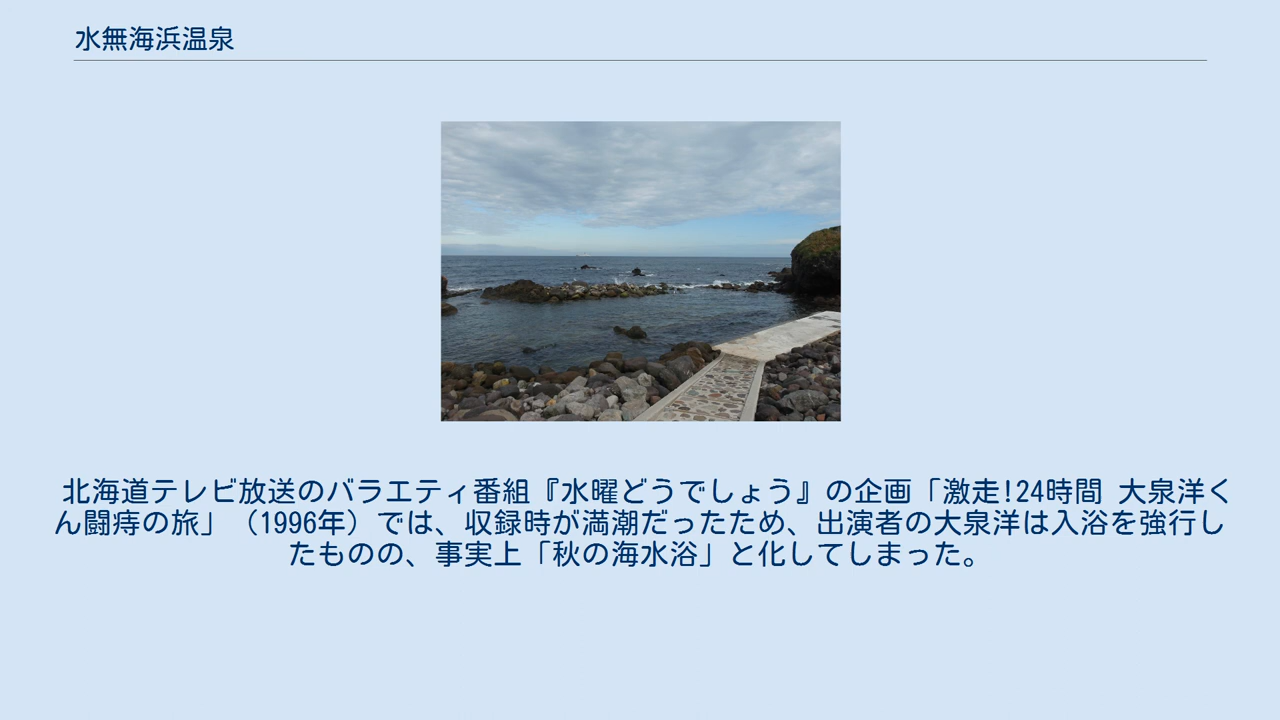 水無海浜温泉
北海道テレビ放送のバラエティ番組『水曜どうでしょう』の企画「激走!24時間 大泉洋く
ん闘痔の旅」（1996年）では、収録時が満潮だったため、出演者の大泉洋は入浴を強行し
たものの、事実上「秋の海水浴」と化してしまった。